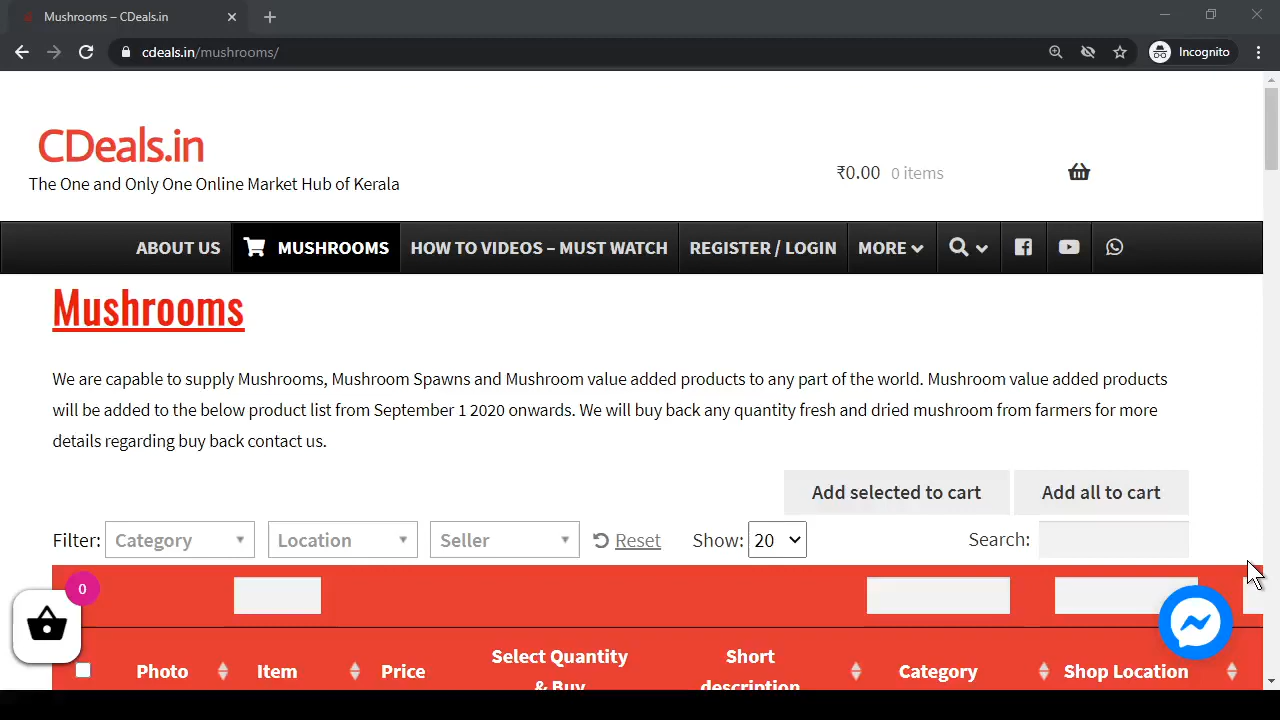 Mushrooms – CDeals.in
cdeals.in/mushrooms/
Incognito
CDeals.in
The One and Only One Online Market Hub of Kerala
₹0.00 0 items
ABOUT US MUSHROOMS HOW TO VIDEOS – MUST WATCH REGISTER / LOGIN MORE
Mushrooms
We are capable to supply Mushrooms, Mushroom Spawns and Mushroom value added products to any part of the world. Mushroom value added products
will be added to the below product list from September 1 2020 onwards. We will buy back any quantity fresh and dried mushroom from farmers for more
details regarding buy back contact us.
Add selected to cart Add all to cart
Filter: Category Location Seller Reset Show: 20 Search:
0
Photo Item Price Select Quantity & Buy Short description Category Shop Location